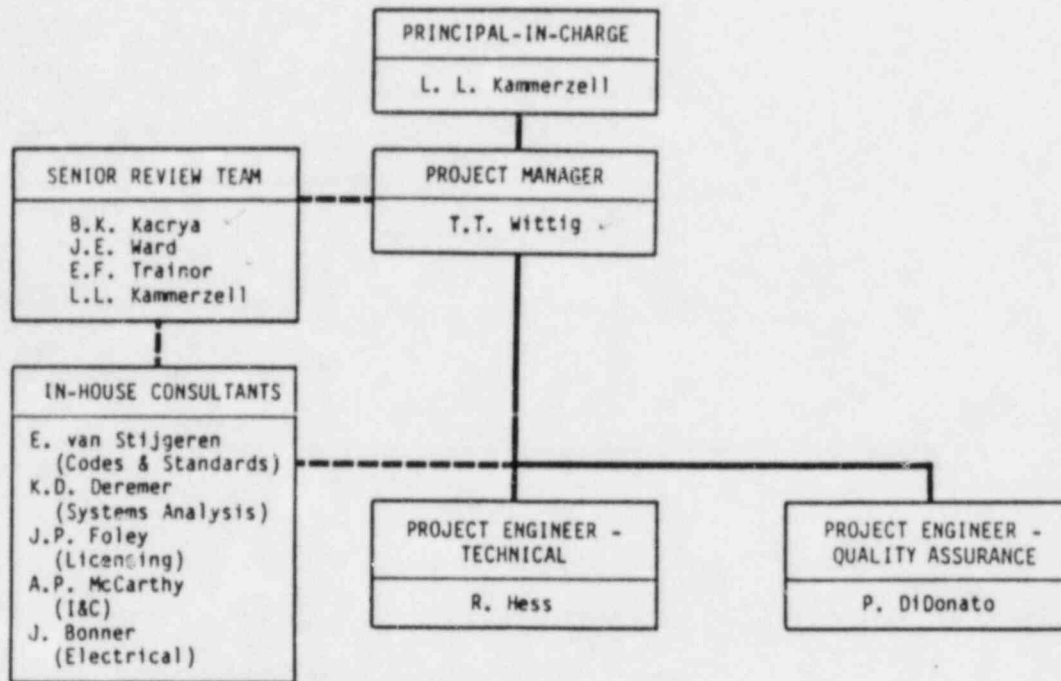 PRINCIPAL-IN-CHARGE
L. L. Kammerzell
SENIOR REVIEW TEAM
B.K. Kacrya
J.E. Ward
E.F. Trainor
L.L. Kammerzell
PROJECT MANAGER
T.T. Wittig
IN-HOUSE CONSULTANTS
E. van Stijgeren
(Codes & Standards)
K.D. Deremer
(Systems Analysis)
J.P. Foley
(Licensing)
A.P. McCarthy
(I&C)
J. Bonner
(Electrical)
PROJECT ENGINEER -
TECHNICAL
R. Hess
PROJECT ENGINEER -
QUALITY ASSURANCE
P. DiDonato